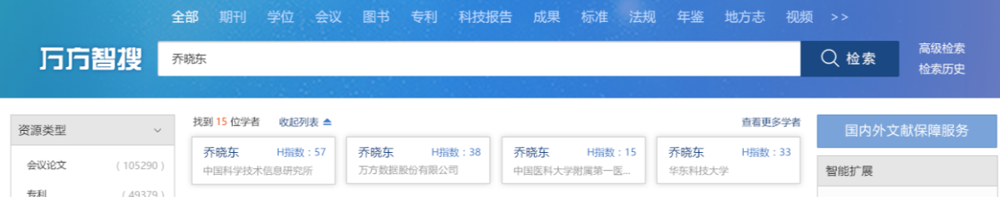 全部 期刊 学位 会议 图书 专利 科技报告 成果 标准 法规 年鉴 地方志 视频 >>
万方智搜
乔晓东
检索
高级检索
检索历史
资源类型
会议论文 (105290)
专利 (49379)
找到 15 位学者 收起列表 查看更多学者
乔晓东 H指数：57
中国科学技术信息研究所
乔晓东 H指数：38
万方数据股份有限公司
乔晓东 H指数：15
中国医科大学附属第一医...
乔晓东 H指数：33
华东科技大学
国内外文献保障服务
智能扩展